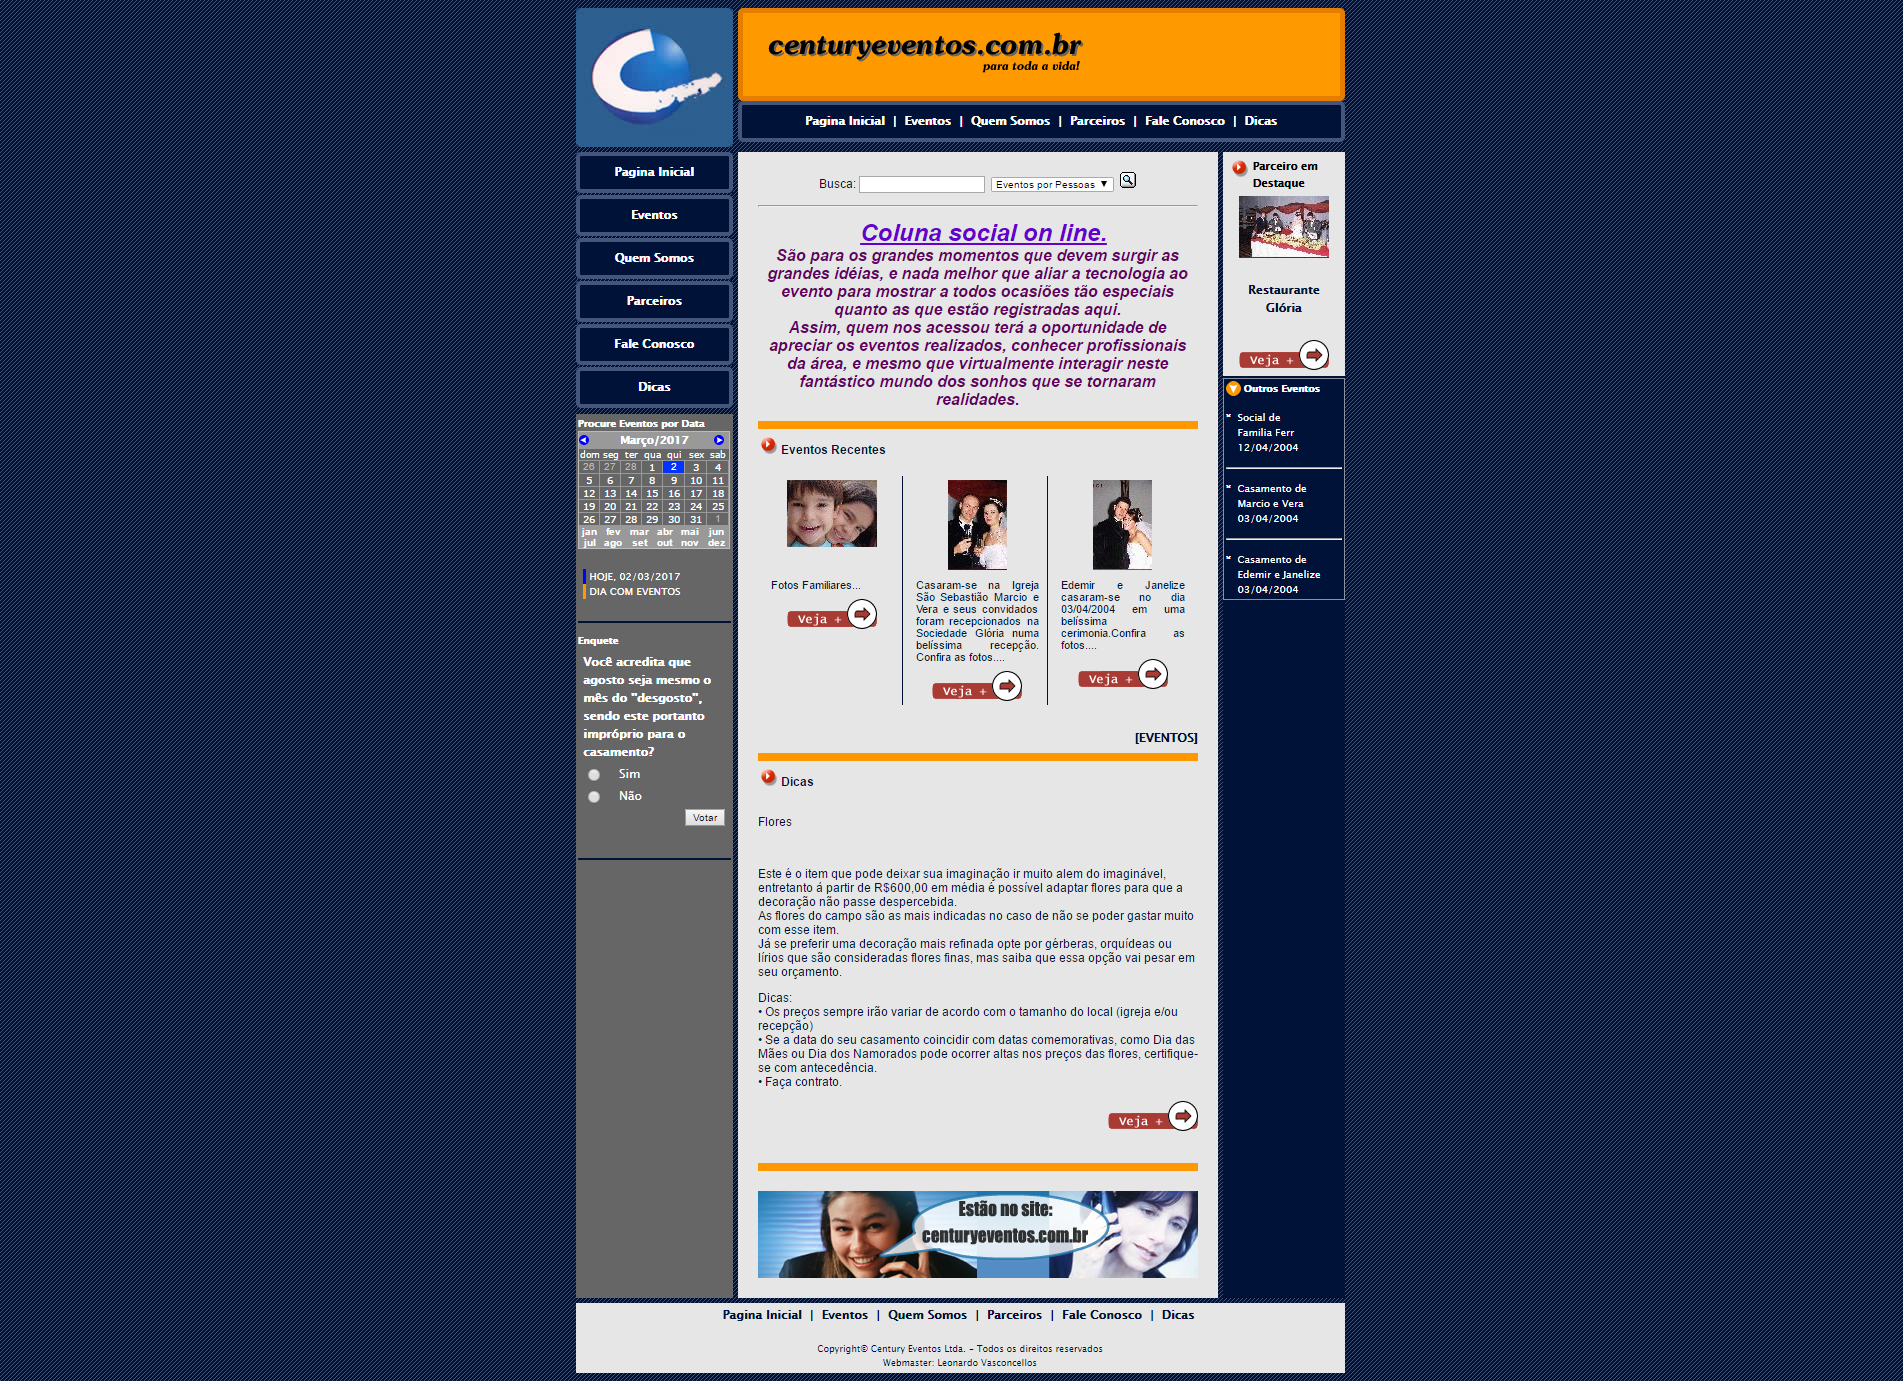 centuryeventos.com.br
para toda a vida!
Pagina Inicial | Eventos | Quem Somos | Parceiros | Fale Conosco | Dicas
Pagina Inicial
Eventos
Quem Somos
Parceiros
Fale Conosco
Dicas
Procure Eventos por Data
Março/2017
dom seg ter qua qui sex sab
26 27 28 1 2 3 4
5 6 7 8 9 10 11
12 13 14 15 16 17 18
19 20 21 22 23 24 25
26 27 28 29 30 31 1
jan fev mar abr mai jun
jul ago set out nov dez
HOJE, 02/03/2017
DIA COM EVENTOS
Enquete
Você acredita que
agosto seja mesmo o
mês do "desgosto",
sendo este portanto
impróprio para o
casamento?
Sim
Não
Votar
Busca:
Eventos por Pessoas
Coluna social on line.
São para os grandes momentos que devem surgir as
grandes idéias, e nada melhor que aliar a tecnologia ao
evento para mostrar a todos ocasiões tão especiais
quanto as que estão registradas aqui.
Assim, quem nos acessou terá a oportunidade de
apreciar os eventos realizados, conhecer profissionais
da área, e mesmo que virtualmente interagir neste
fantástico mundo dos sonhos que se tornaram
realidades.
Eventos Recentes
Fotos Familiares...
Veja +
Casaram-se na Igreja
São Sebastião Marcio e
Vera e seus convidados
foram recepcionados na
Sociedade Glória numa
belíssima recepção.
Confira as fotos....
Veja +
Edemir e Janelize
casaram-se no dia
03/04/2004 em uma
belíssima
cerimonia.Confira as
fotos....
Veja +
[EVENTOS]
Dicas
Flores
Este é o item que pode deixar sua imaginação ir muito alem do imaginável,
entretanto á partir de R$600,00 em média é possível adaptar flores para que a
decoração não passe despercebida.
As flores do campo são as mais indicadas no caso de não se poder gastar muito
com esse item.
Já se preferir uma decoração mais refinada opte por gérberas, orquídeas ou
lírios que são consideradas flores finas, mas saiba que essa opção vai pesar em
seu orçamento.
Dicas:
• Os preços sempre irão variar de acordo com o tamanho do local (igreja e/ou
recepção)
• Se a data do seu casamento coincidir com datas comemorativas, como Dia das
Mães ou Dia dos Namorados pode ocorrer altas nos preços das flores, certifique-
se com antecedência.
• Faça contrato.
Veja +
Estão no site:
centuryeventos.com.br
Parceiro em
Destaque
Restaurante
Glória
Veja +
Outros Eventos
Social de
Familia Ferr
12/04/2004
Casamento de
Marcio e Vera
03/04/2004
Casamento de
Edemir e Janelize
03/04/2004
Pagina Inicial | Eventos | Quem Somos | Parceiros | Fale Conosco | Dicas
Copyright© Century Eventos Ltda. - Todos os direitos reservados
Webmaster: Leonardo Vasconcellos